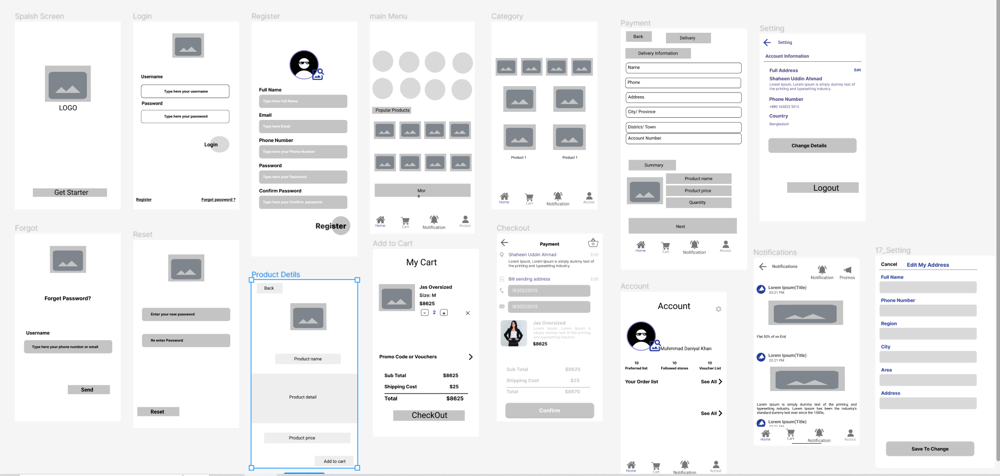 Spalsh Screen
LOGO
Get Starter
Login
Username
Type here your username
Password
Type here your password
Login
Register
Forgot password ?
Register
Full Name
Type here Full Name
Email
Type here Email
Phone Number
Type here your Phone Number
Password
Type here your Password
Confirm Password
Type here your Confirm password
Register
main Menu
Popular Products
Mor
e
Home
Cart
Notification
Accout
Category
Product 1
Product 1
Home
Cart
Notification
Accout
Payment
Back
Delivery
Delivery Information
Name
Phone
Address
City/ Province
District/ Town
Account Number
Summary
Product name
Product price
Quantity
Next
Home
Cart
Notification
Accout
Setting
Setting
Account Information
Full Address
Edit
Shaheen Uddin Ahmad
Lorem Ipsum, Lorem Ipsum is simply dummy text of
the printing and typesetting industry.
Phone Number
+880 163022 5015
Country
Bangladesh
Change Details
Logout
Forgot
Forget Password?
Username
Type here your phone number or email
Send
Reset
Enter your new password
Re enter Password
Reset
Product Detils
Back
Product name
Product detail
Product price
Add to cart
Add to Cart
My Cart
Jas Oversized
Size: M
$8625
- 2 +
Promo Code or Vouchers
Sub Total $8625
Shipping Cost $25
Total $8625
CheckOut
Checkout
Payment
Shaheen Uddin Ahmad Edit
Lorem Ipsum, Lorem Ipsum is simply dummy text of
the printing and typesetting industry.
Bill sending address Edit
1630225015
1630225015
Jas Oversized
Lorem Ipsum, Lorem Ipsum is
simply dummy text of the printing
and typesetting industry.
$8625
Sub Total $8625
Shipping Cost $25
Total $8670
Confirm
Account
Account
Muhmmad Daniyal Khan
10 10 10
Preferred list Followed stores Voucher List
Your Order list See All
See All
Home
Cart
Notification
Accout
Notifications
Notifications
Notification
Promos
Lorem Ipsum(Title)
02:21 PM
Flat 50% of on Eiid
Lorem Ipsum(Title)
02:21 PM
Lorem Ipsum is simply dummy text of the printing and
typesetting industry. Lorem Ipsum has been the industry's
standard dummy text ever since the 1500s,
Lorem Ipsum(Title)
02:21 PM
Home
Cart
Notification
Accout
17_Setting
Cancel
Edit My Address
Full Name
Phone Number
Region
City
Area
Address
Save To Change